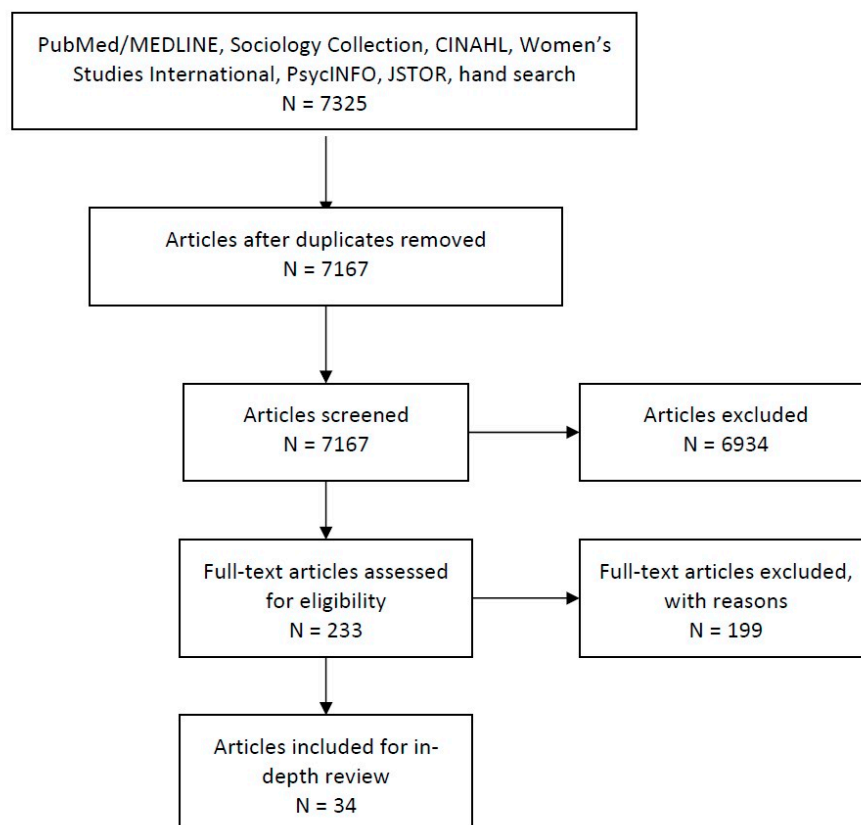 PubMed/MEDLINE, Sociology Collection, CINAHL, Women’s
Studies International, PsycINFO, JSTOR, hand search
N = 7325
Articles after duplicates removed
N = 7167
Articles screened
N = 7167
Articles excluded
N = 6934
Full-text articles assessed
for eligibility
N = 233
Full-text articles excluded,
with reasons
N = 199
Articles included for in-
depth review
N = 34